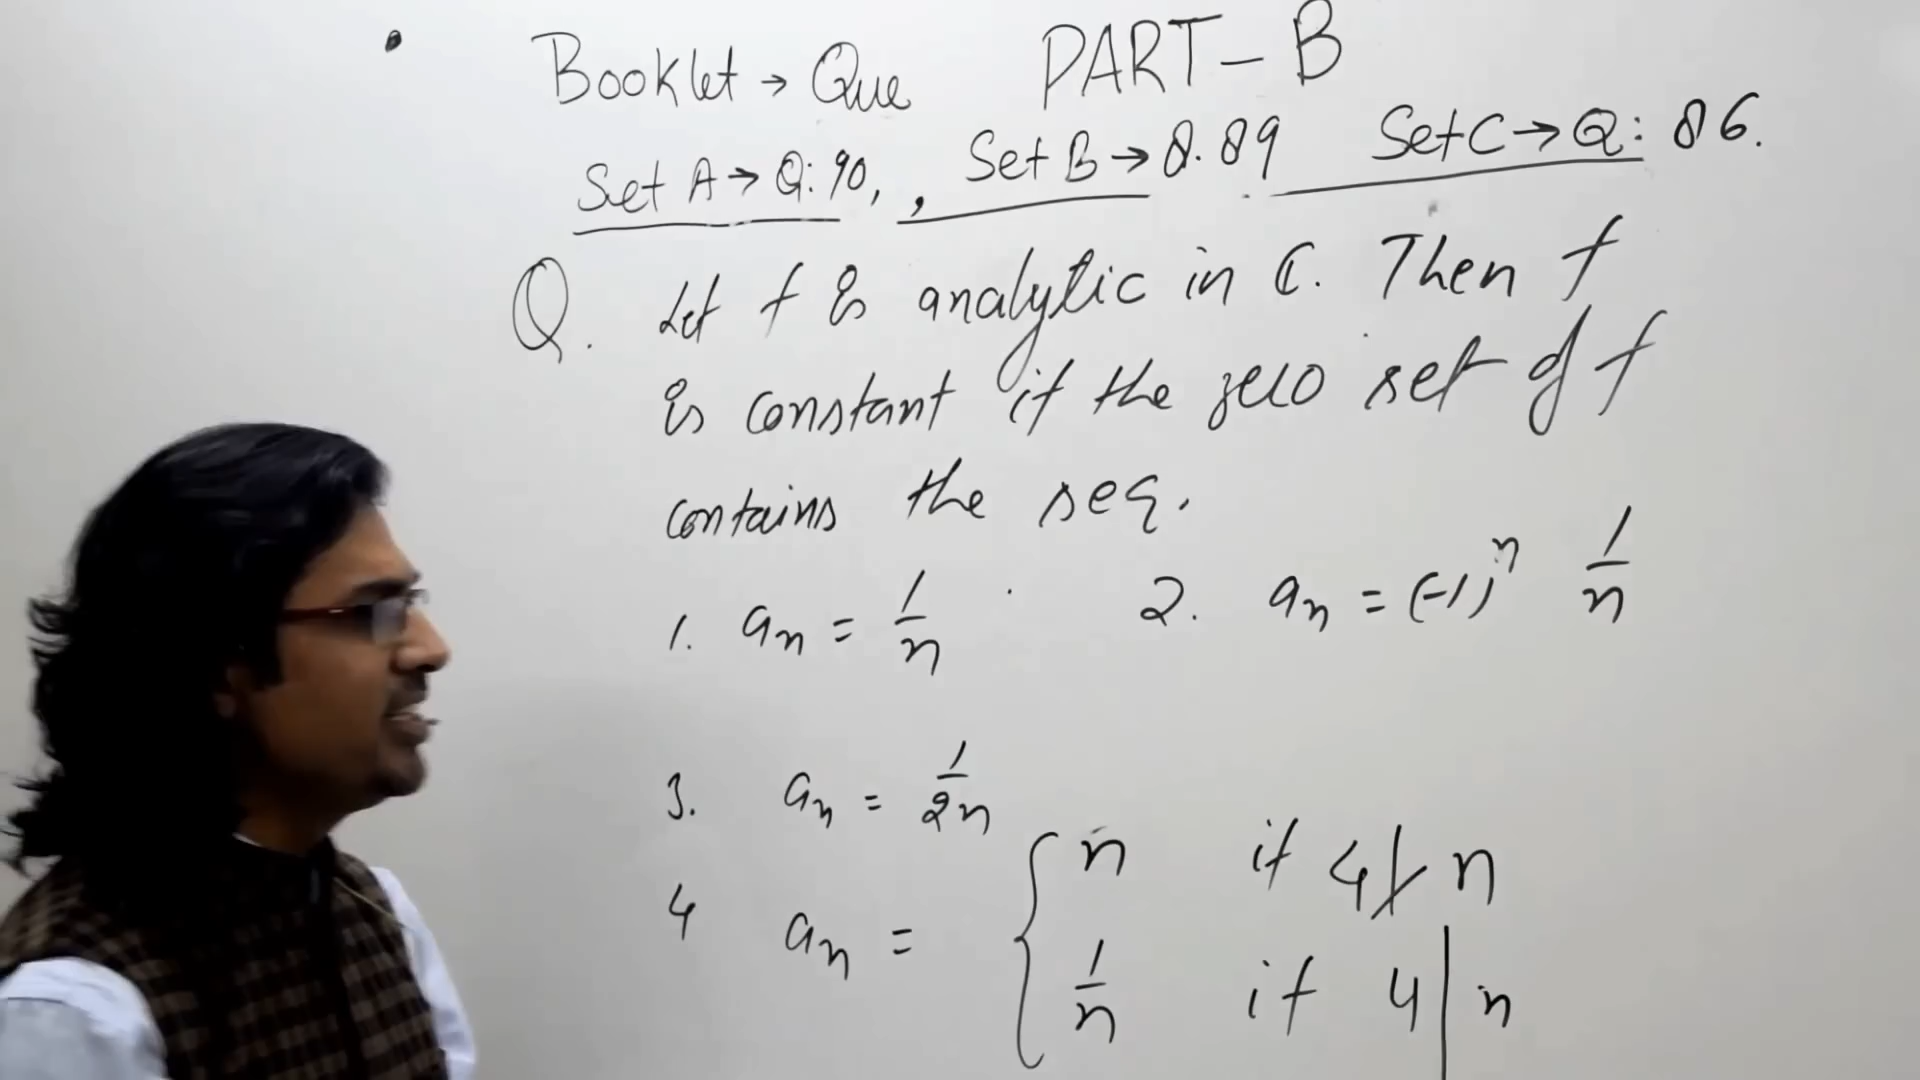 Booklet → Que PART-B
Set A → Q: 90, , Set B → Q. 89 Set C → Q: 86.
Q. Let f is analytic in ℂ. Then f
is constant if the zero set of f
contains the seq.
1. aₙ = 1/n 2. aₙ = (-1)ⁿ 1/n
3. aₙ = 1/2n
4 aₙ = { n if 4∤n
1/n if 4|n